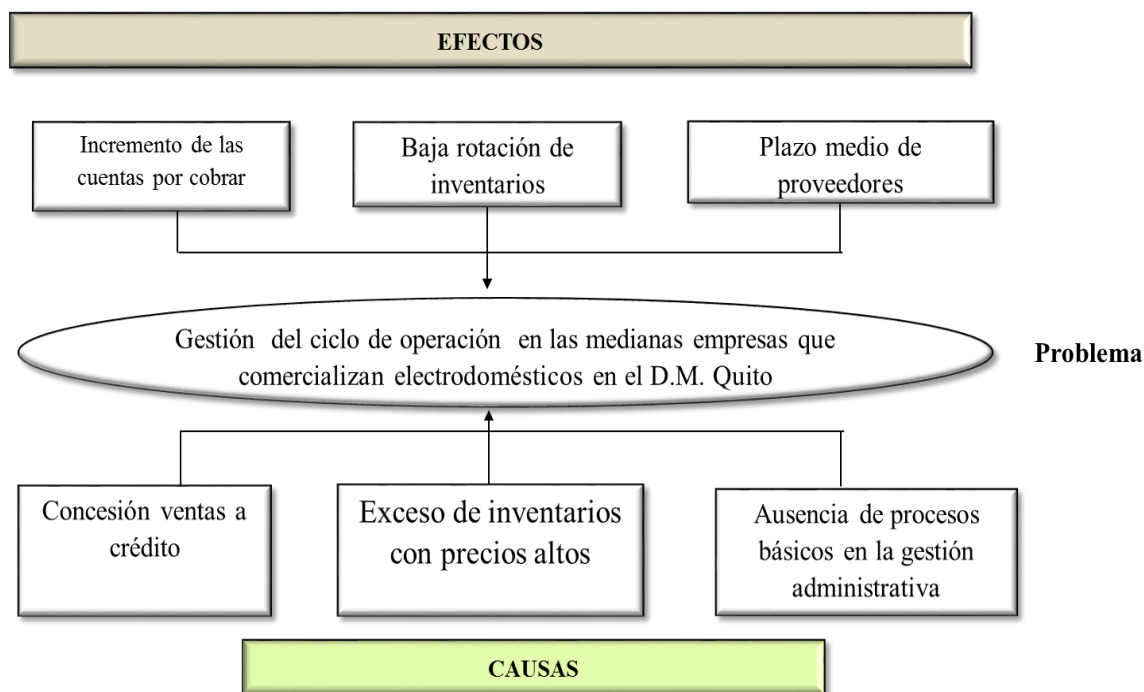 EFECTOS
Incremento de las
cuentas por cobrar
Baja rotación de
inventarios
Plazo medio de
proveedores
Gestión del ciclo de operación en las medianas empresas que
comercializan electrodomésticos en el D.M. Quito
Problema
Concesión ventas a
crédito
Exceso de inventarios
con precios altos
Ausencia de procesos
básicos en la gestión
administrativa
CAUSAS